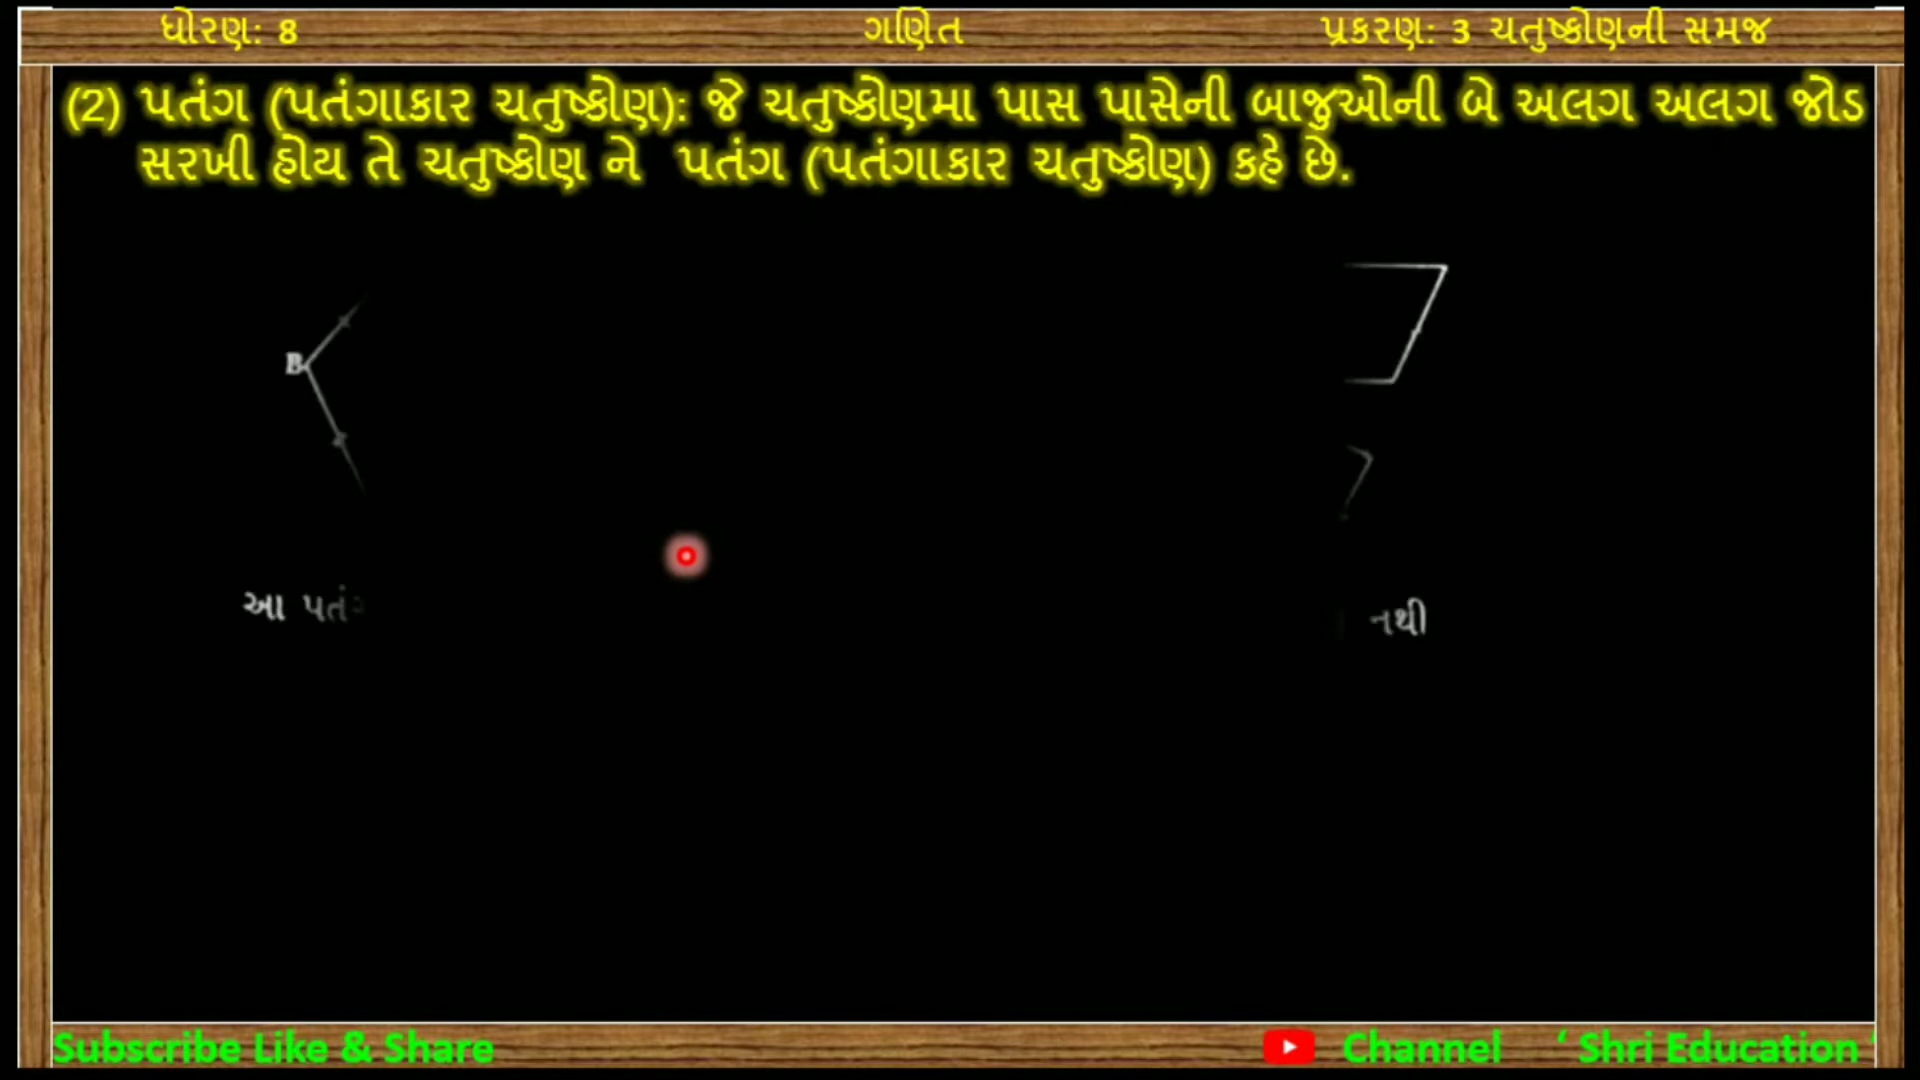 ધોરણ: 8 ગણિત પ્રકરણ: 3 ચતુષ્કોણની સમજ
(2) પતંગ (પતંગાકાર ચતુષ્કોણ): જે ચતુષ્કોણમા પાસ પાસેની બાજુઓની બે અલગ અલગ જોડ
સરખી હોય તે ચતુષ્કોણ ને પતંગ (પતંગાકાર ચતુષ્કોણ) કહે છે.
B
આ
નથી
Subscribe Like & Share Channel ‘ Shri Education ‘